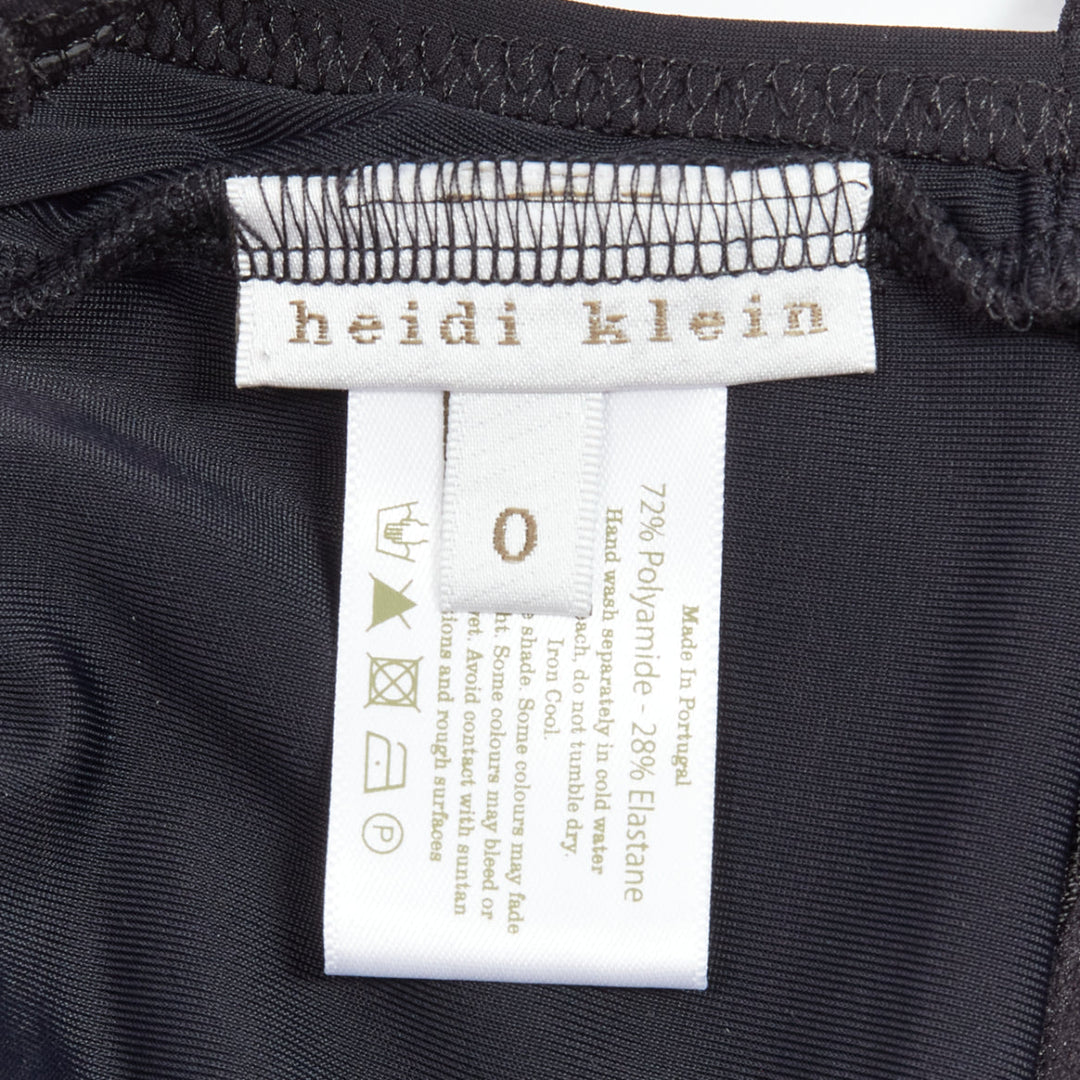 heidi klein
0
Made In Portugal
72% Polyamide - 28% Elastane
Hand wash separately in cold water
do not tumble dry.
Iron Cool
shade. Some colours may fade
Some colours may bleed or
Avoid contact with suntan
and rough surfaces
P